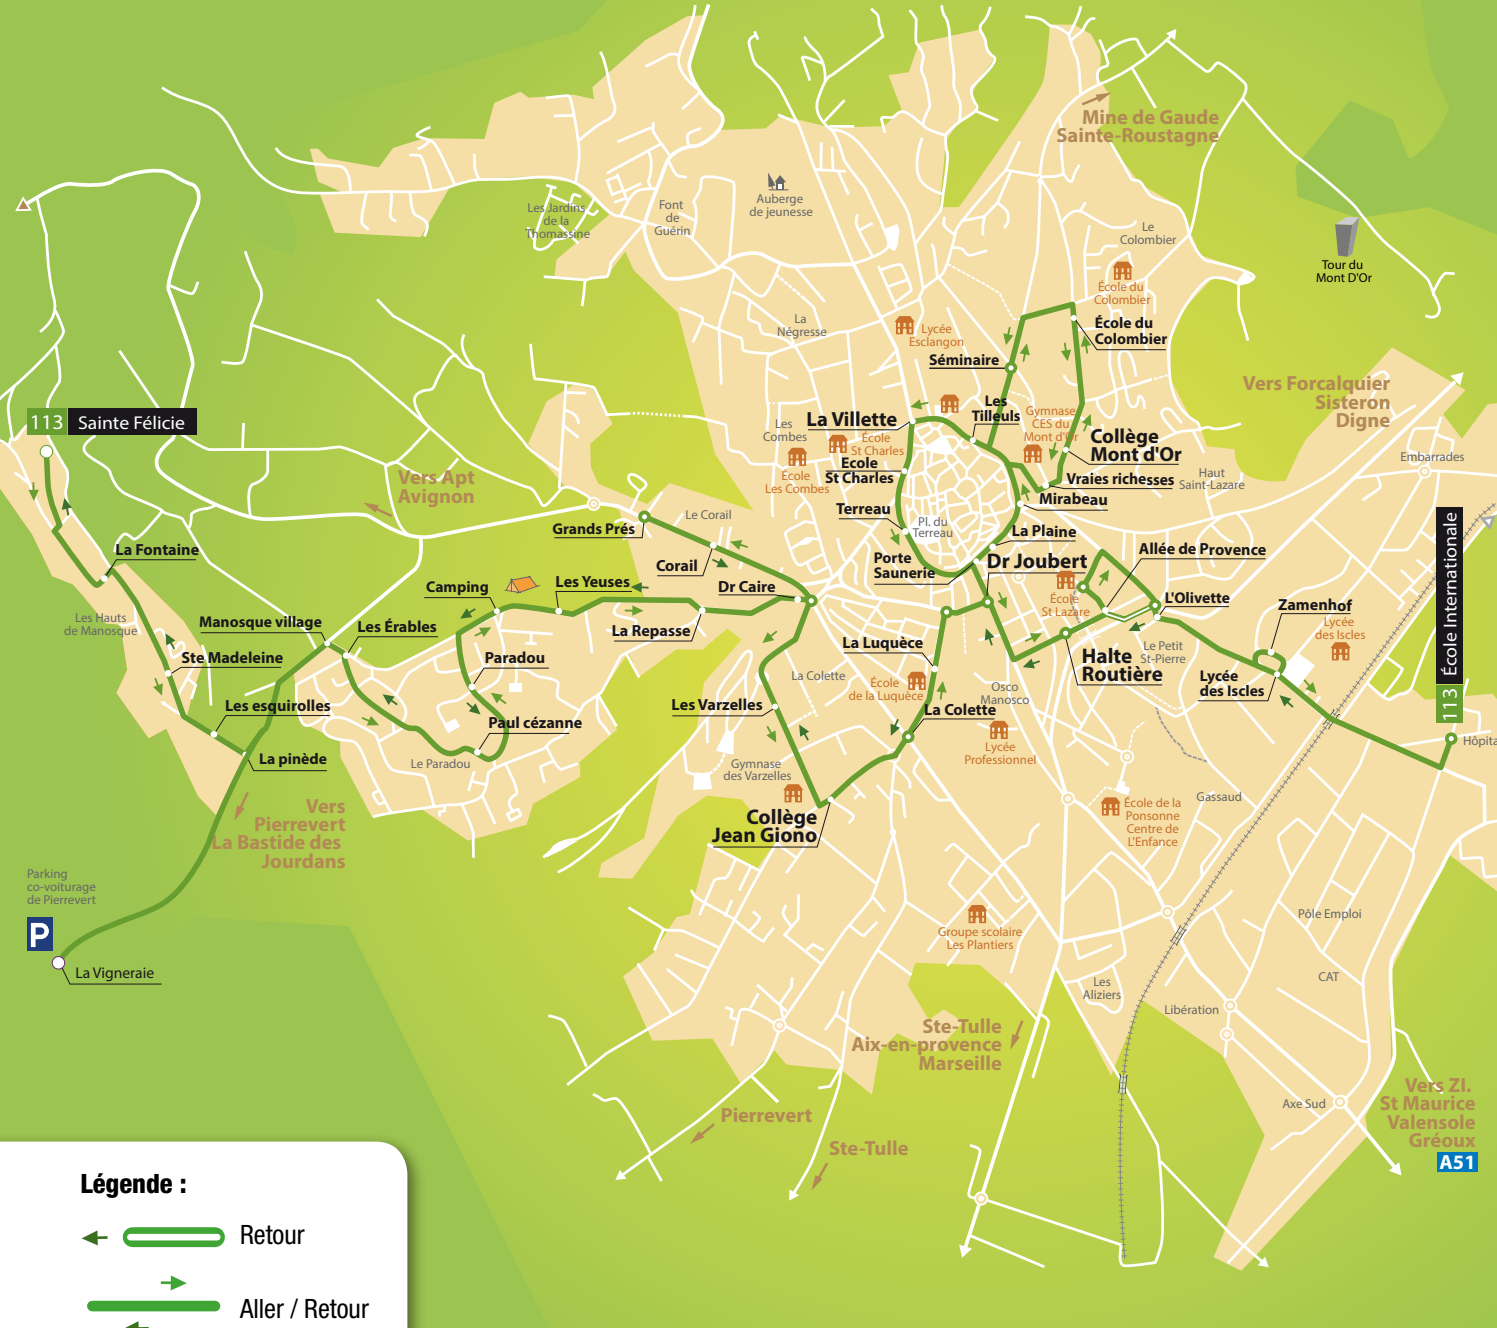 Mine de Gaude
Sainte-Roustagne
Auberge
de jeunesse
Les Jardins
de la
Thomassine
Font
de
Guérin
Le
Colombier
Tour du
Mont D'Or
École du
Colombier
La
Négresse
Lycée
Esclangon
École du
Colombier
Séminaire
Vers Forcalquier
Sisteron
Digne
113 Sainte Félicie
Les
Tilleuls
La Villette
Gymnase
CES du
Mont d'Or
Les
Combes
École
St Charles
Collège
Mont d'Or
Embarrades
Vers Apt
Avignon
École
Les Combes
Ecole
St Charles
Vraies richesses
Haut
Saint-Lazare
Mirabeau
Terreau
Le Corail
Grands Prés
Pl. du
Terreau
La Plaine
La Fontaine
Corail
Porte
Saunerie
Dr Joubert
Allée de Provence
École Internationale
113
Camping
Les Yeuses
Dr Caire
École
St Lazare
L'Olivette
Zamenhof
Lycée
des Iscles
Les Hauts
de Manosque
Manosque village
Les Érables
La Repasse
La Luquèce
Halte
Routière
Le Petit
St-Pierre
Ste Madeleine
Paradou
La Colette
École
de la Luquèce
Osco
Manosco
Lycée
des Iscles
Les esquirolles
Les Varzelles
La Colette
Paul cézanne
Lycée
Professionnel
Hôpita
La pinède
Le Paradou
Gymnase
des Varzelles
Gassaud
Vers
Pierrevert
La Bastide des
Jourdans
Collège
Jean Giono
École de la
Ponsonne
Centre de
L'Enfance
Parking
co-voiturage
de Pierrevert
P
La Vigneraie
Groupe scolaire
Les Plantiers
Pôle Emploi
Les
Aliziers
CAT
Libération
Ste-Tulle
Aix-en-provence
Marseille
Axe Sud
Vers ZI.
St Maurice
Valensole
Gréoux
A51
Pierrevert
Ste-Tulle
Légende :
Retour
Aller / Retour